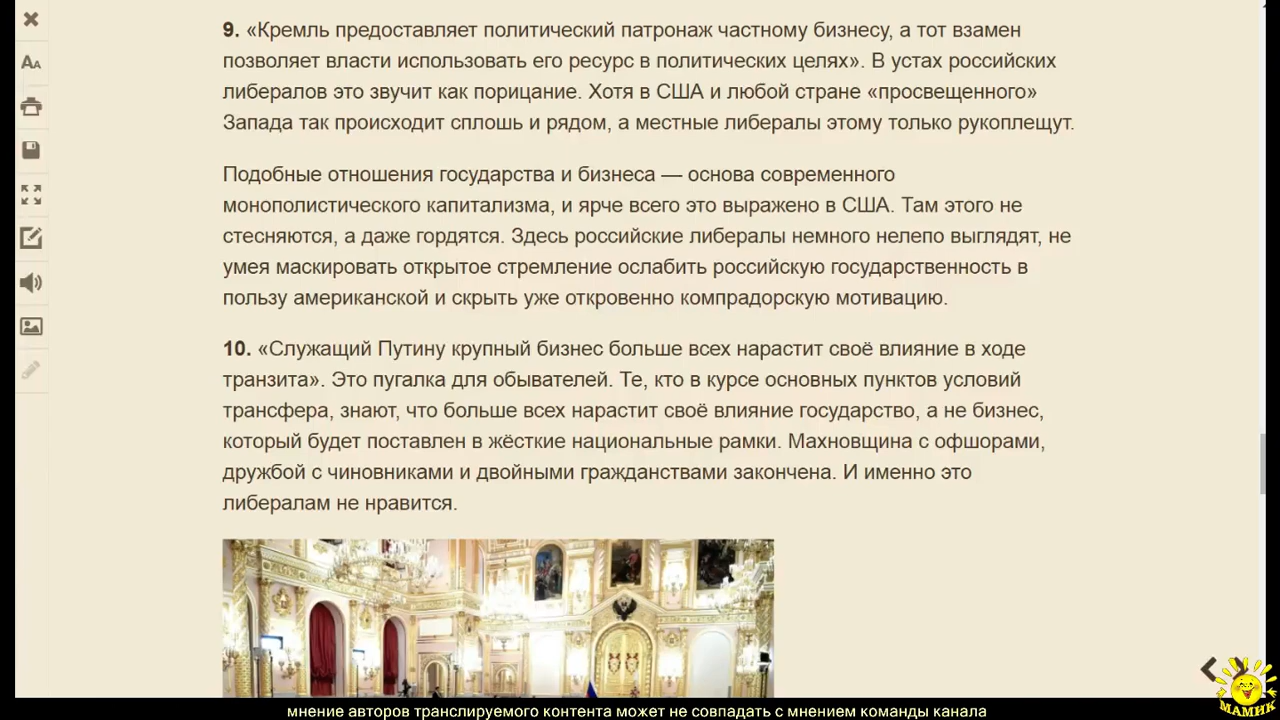 9. «Кремль предоставляет политический патронаж частному бизнесу, а тот взамен
позволяет власти использовать его ресурс в политических целях». В устах российских
либералов это звучит как порицание. Хотя в США и любой стране «просвещенного»
Запада так происходит сплошь и рядом, а местные либералы этому только рукоплещут.
Подобные отношения государства и бизнеса — основа современного
монополистического капитализма, и ярче всего это выражено в США. Там этого не
стесняются, а даже гордятся. Здесь российские либералы немного нелепо выглядят, не
умея маскировать открытое стремление ослабить российскую государственность в
пользу американской и скрыть уже откровенно компрадорскую мотивацию.
10. «Служащий Путину крупный бизнес больше всех нарастит своё влияние в ходе
транзита». Это пугалка для обывателей. Те, кто в курсе основных пунктов условий
трансфера, знают, что больше всех нарастит своё влияние государство, а не бизнес,
который будет поставлен в жёсткие национальные рамки. Махновщина с офшорами,
дружбой с чиновниками и двойными гражданствами закончена. И именно это
либералам не нравится.
МАМИК
мнение авторов транслируемого контента может не совпадать с мнением команды канала